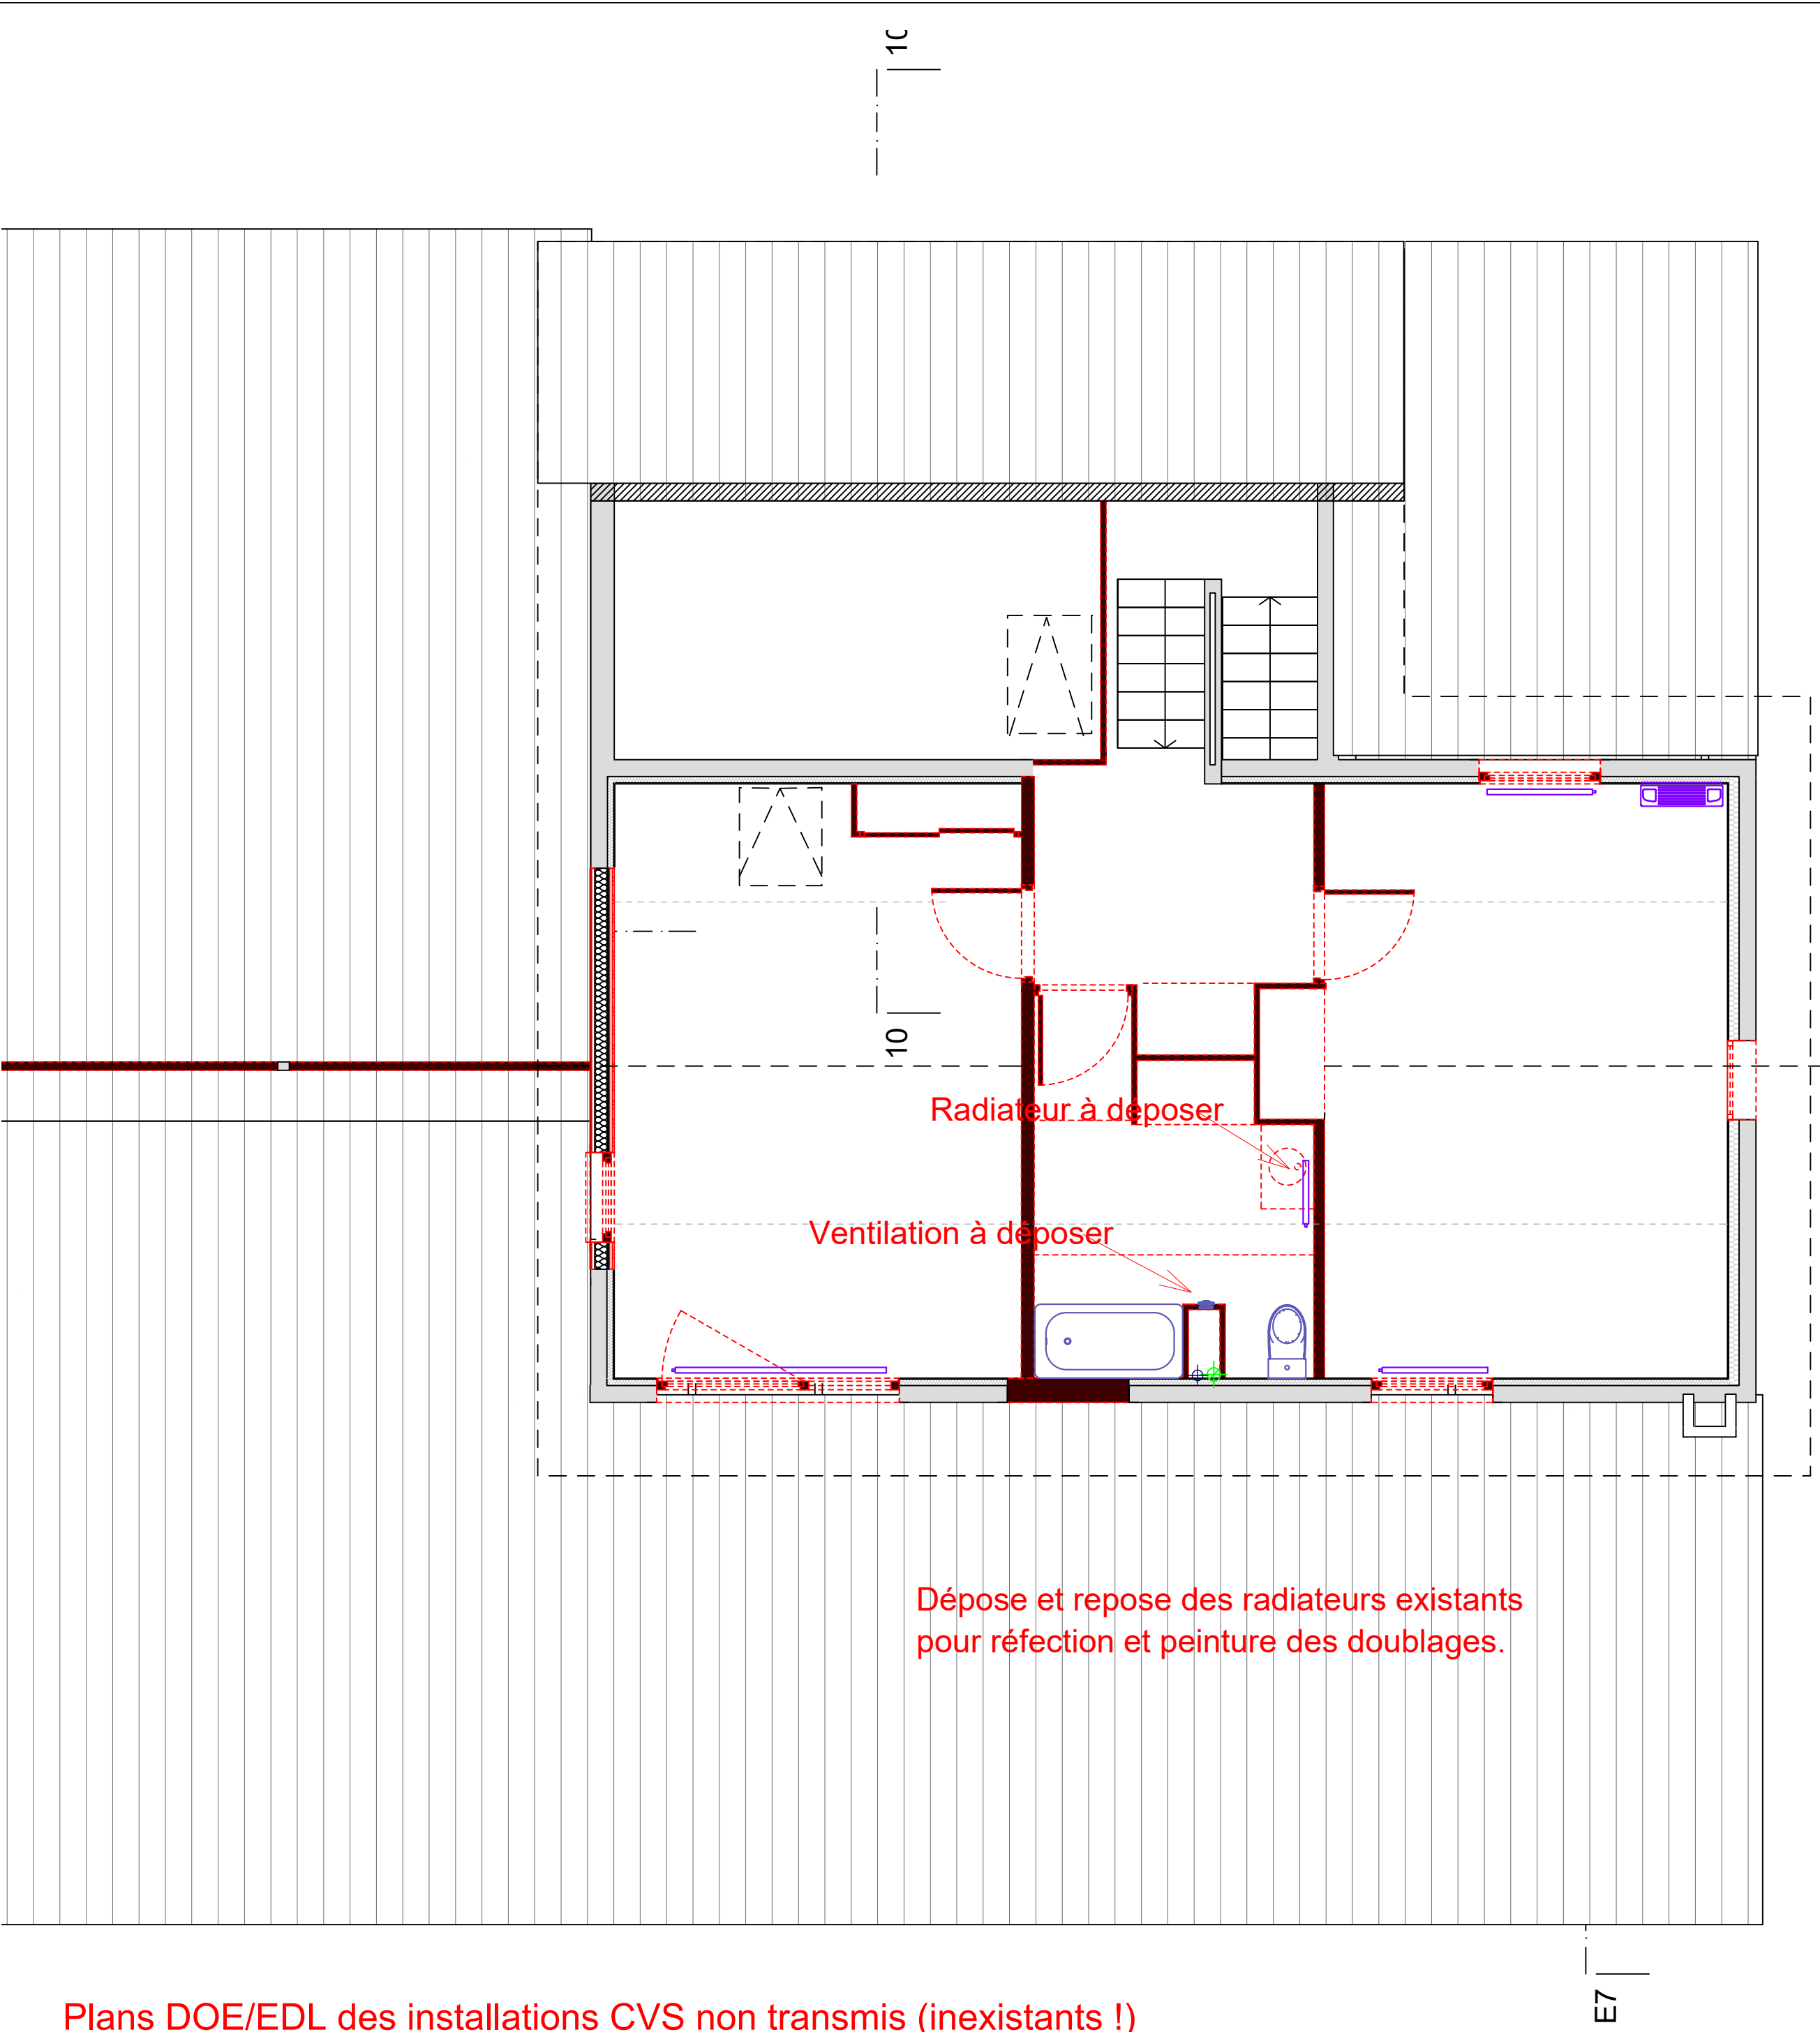 10
10
Radiateur à déposer
Ventilation à déposer
Dépose et repose des radiateurs existants
pour réfection et peinture des doublages.
E7
Plans DOE/EDL des installations CVS non transmis (inexistants !)